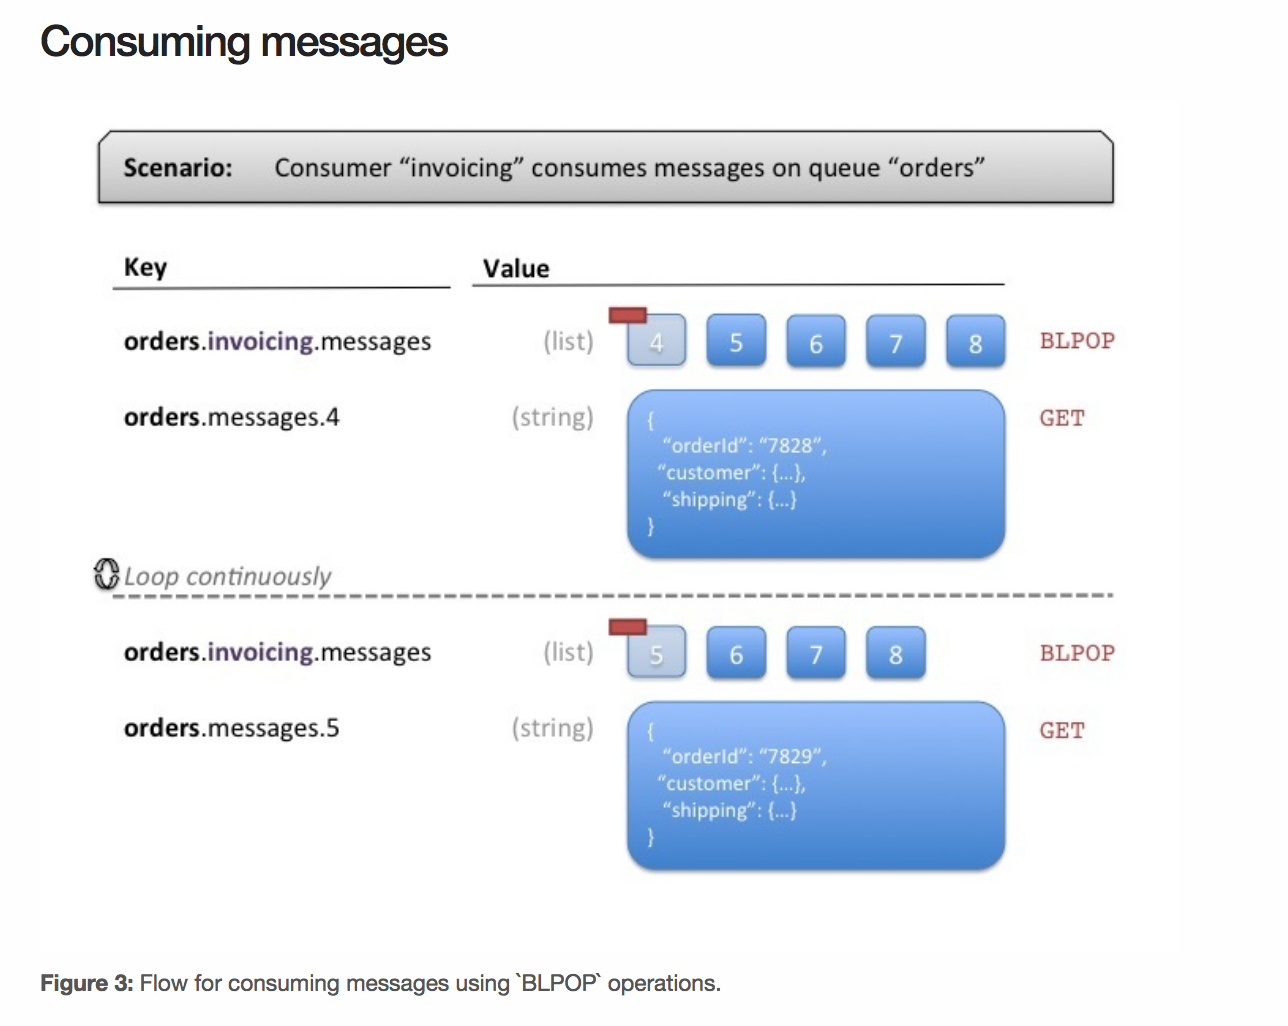 Consuming messages
Scenario: Consumer “invoicing” consumes messages on queue “orders”
Key Value
orders.invoicing.messages (list) 4 5 6 7 8 BLPOP
orders.messages.4 (string) GET
{
“orderId”: “7828”,
“customer”: {...},
“shipping”: {...}
}
Loop continuously
orders.invoicing.messages (list) 5 6 7 8 BLPOP
orders.messages.5 (string) GET
{
“orderId”: “7829”,
“customer”: {...},
“shipping”: {...}
}
Figure 3: Flow for consuming messages using `BLPOP` operations.